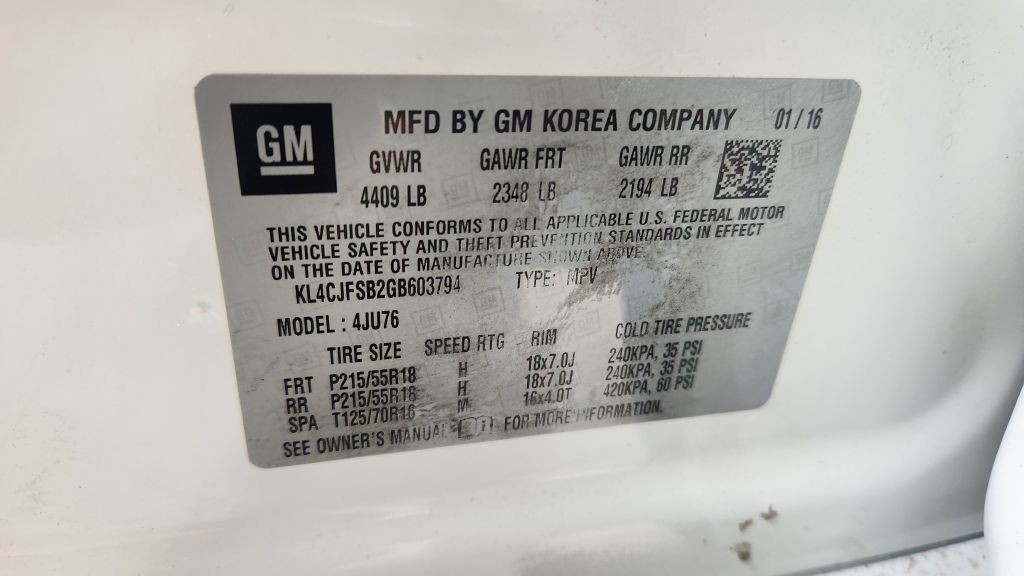 GM
MFD BY GM KOREA COMPANY 01 / 16
GVWR GAWR FRT GAWR RR
4409 LB 2348 LB 2194 LB
THIS VEHICLE CONFORMS TO ALL APPLICABLE U.S. FEDERAL MOTOR
VEHICLE SAFETY AND THEFT PREVENTION STANDARDS IN EFFECT
ON THE DATE OF MANUFACTURE SHOWN ABOVE.
KL4CJFSB2GB603794 TYPE: MPV
MODEL : 4JU76
TIRE SIZE SPEED RTG RIM COLD TIRE PRESSURE
FRT P215/55R18 H 18x7.0J 240KPA, 35 PSI
RR P215/55R18 H 18x7.0J 240KPA, 35 PSI
SPA T125/70R16 M 16x4.0T 420KPA, 60 PSI
SEE OWNER'S MANUAL FOR MORE INFORMATION.